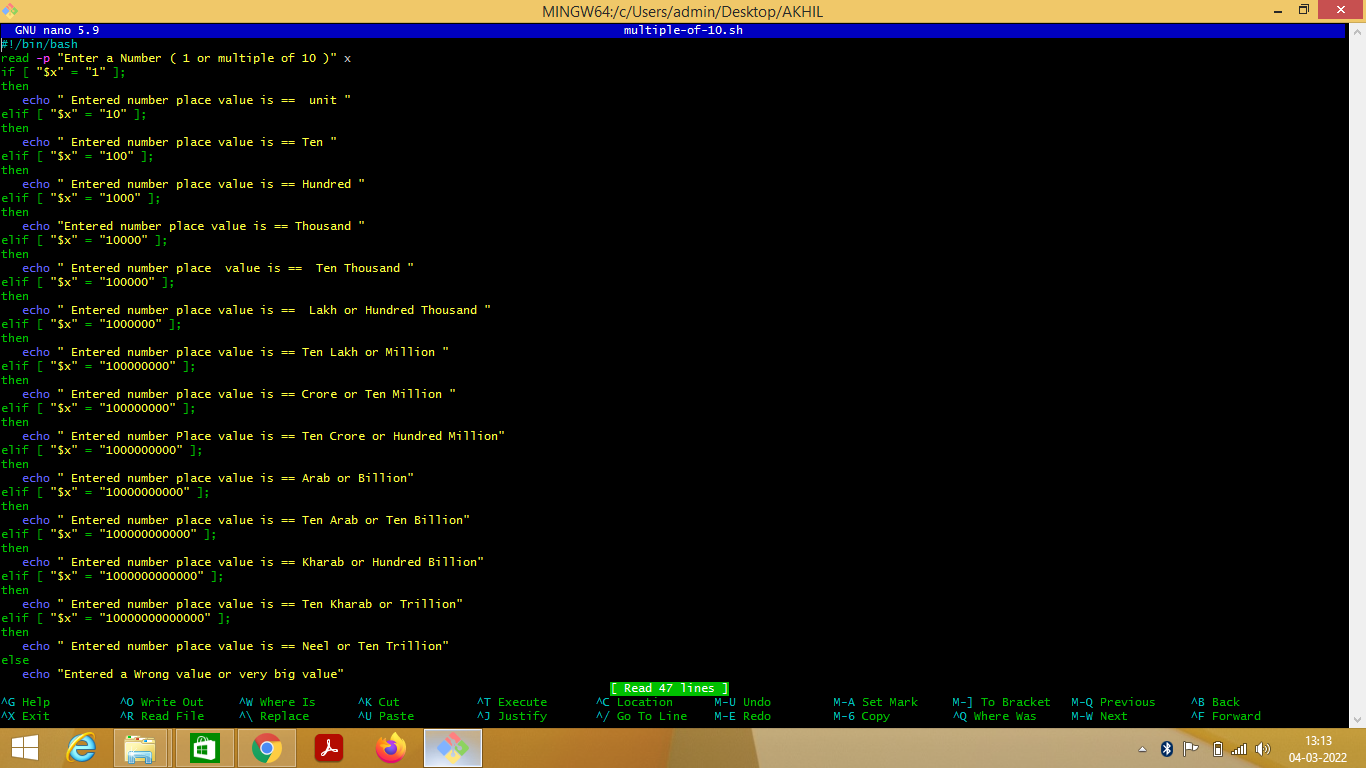 MINGW64:/c/Users/admin/Desktop/AKHIL
GNU nano 5.9 multiple-of-10.sh
#!/bin/bash
read -p "Enter a Number ( 1 or multiple of 10 )" x
if [ "$x" = "1" ];
then
   echo " Entered number place value is ==  unit "
elif [ "$x" = "10" ];
then
   echo " Entered number place value is == Ten "
elif [ "$x" = "100" ];
then
   echo " Entered number place value is == Hundred "
elif [ "$x" = "1000" ];
then
   echo "Entered number place value is == Thousand "
elif [ "$x" = "10000" ];
then
   echo " Entered number place  value is ==  Ten Thousand "
elif [ "$x" = "100000" ];
then
   echo " Entered number place value is ==  Lakh or Hundred Thousand "
elif [ "$x" = "1000000" ];
then
   echo " Entered number place value is == Ten Lakh or Million "
elif [ "$x" = "100000000" ];
then
   echo " Entered number place value is == Crore or Ten Million "
elif [ "$x" = "100000000" ];
then
   echo " Entered number Place value is == Ten Crore or Hundred Million"
elif [ "$x" = "1000000000" ];
then
   echo " Entered number place value is == Arab or Billion"
elif [ "$x" = "10000000000" ];
then
   echo " Entered number place value is == Ten Arab or Ten Billion"
elif [ "$x" = "100000000000" ];
then
   echo " Entered number place value is == Kharab or Hundred Billion"
elif [ "$x" = "1000000000000" ];
then
   echo " Entered number place value is == Ten Kharab or Trillion"
elif [ "$x" = "10000000000000" ];
then
   echo " Entered number place value is == Neel or Ten Trillion"
else
   echo "Entered a Wrong value or very big value"
[ Read 47 lines ]
^G Help ^O Write Out ^W Where Is ^K Cut ^T Execute ^C Location M-U Undo M-A Set Mark M-] To Bracket M-Q Previous ^B Back
^X Exit ^R Read File ^\ Replace ^U Paste ^J Justify ^/ Go To Line M-E Redo M-6 Copy ^Q Where Was M-W Next ^F Forward
13:13
04-03-2022